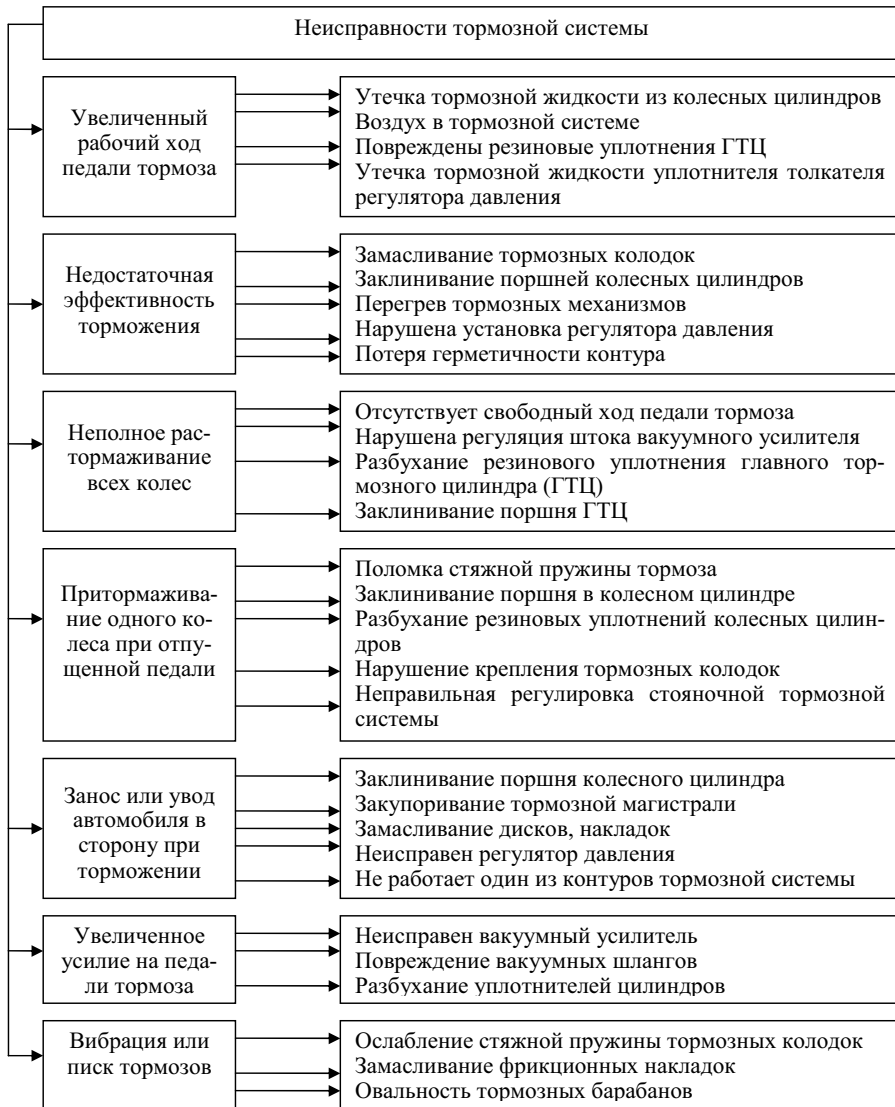 Неисправности тормозной системы
Увеличенный
рабочий ход
педали тормоза
Утечка тормозной жидкости из колесных цилиндров
Воздух в тормозной системе
Повреждены резиновые уплотнения ГТЦ
Утечка тормозной жидкости уплотнителя толкателя
регулятора давления
Недостаточная
эффективность
торможения
Замасливание тормозных колодок
Заклинивание поршней колесных цилиндров
Перегрев тормозных механизмов
Нарушена установка регулятора давления
Потеря герметичности контура
Неполное рас-
тормаживание
всех колес
Отсутствует свободный ход педали тормоза
Нарушена регуляция штока вакуумного усилителя
Разбухание резинового уплотнения главного тор-
мозного цилиндра (ГТЦ)
Заклинивание поршня ГТЦ
Притормажива-
ние одного ко-
леса при отпу-
щенной педали
Поломка стяжной пружины тормоза
Заклинивание поршня в колесном цилиндре
Разбухание резиновых уплотнений колесных цилин-
дров
Нарушение крепления тормозных колодок
Неправильная регулировка стояночной тормозной
системы
Занос или увод
автомобиля в
сторону при
торможении
Заклинивание поршня колесного цилиндра
Закупоривание тормозной магистрали
Замасливание дисков, накладок
Неисправен регулятор давления
Не работает один из контуров тормозной системы
Увеличенное
усилие на педа-
ли тормоза
Неисправен вакуумный усилитель
Повреждение вакуумных шлангов
Разбухание уплотнителей цилиндров
Вибрация или
писк тормозов
Ослабление стяжной пружины тормозных колодок
Замасливание фрикционных накладок
Овальность тормозных барабанов